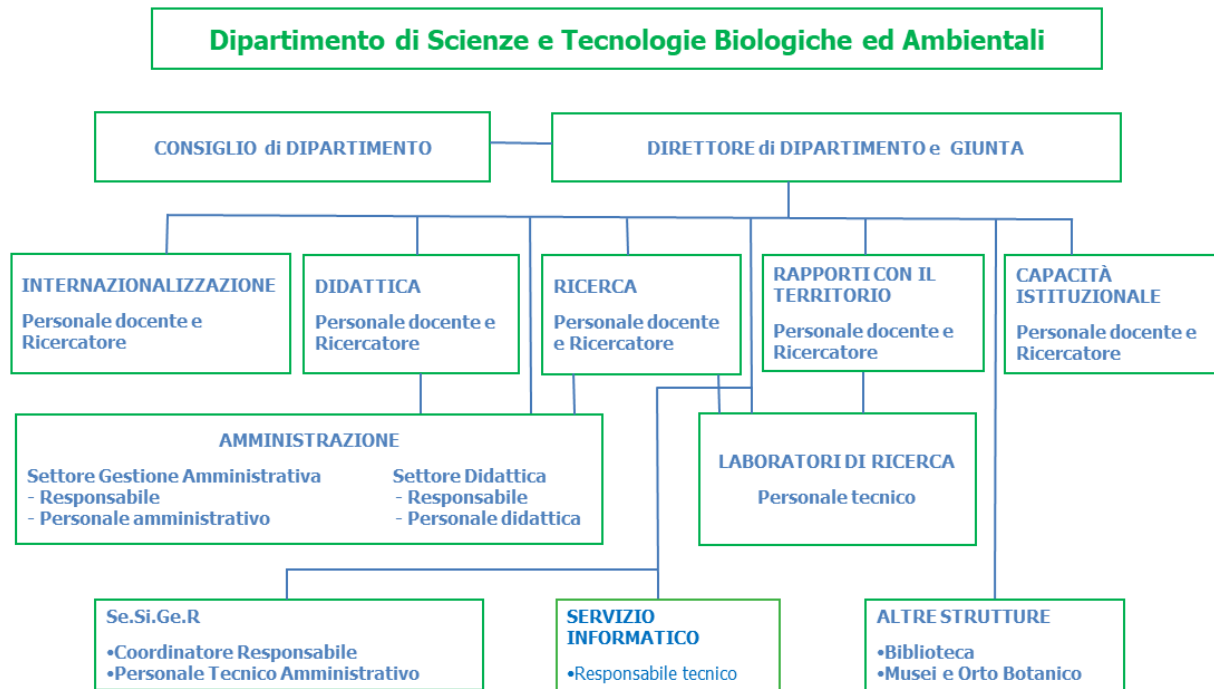 Dipartimento di Scienze e Tecnologie Biologiche ed Ambientali
CONSIGLIO di DIPARTIMENTO
DIRETTORE di DIPARTIMENTO e GIUNTA
INTERNAZIONALIZZAZIONE
Personale docente e
Ricercatore
DIDATTICA
Personale docente e
Ricercatore
RICERCA
Personale docente
e Ricercatore
RAPPORTI CON IL
TERRITORIO
Personale docente e
Ricercatore
CAPACITÀ
ISTITUZIONALE
Personale docente e
Ricercatore
AMMINISTRAZIONE
Settore Gestione Amministrativa
- Responsabile
- Personale amministrativo
Settore Didattica
- Responsabile
- Personale didattica
LABORATORI DI RICERCA
Personale tecnico
Se.Si.Ge.R
•Coordinatore Responsabile
•Personale Tecnico Amministrativo
SERVIZIO
INFORMATICO
•Responsabile tecnico
ALTRE STRUTTURE
•Biblioteca
•Musei e Orto Botanico